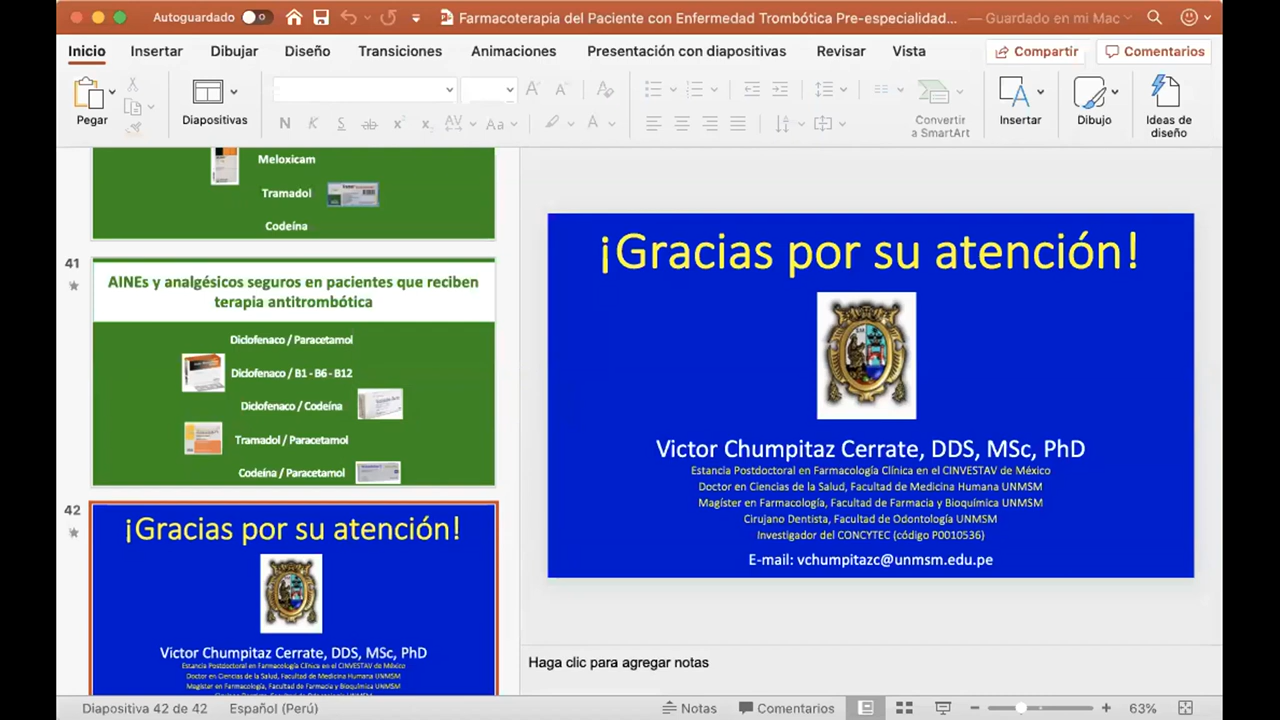 Autoguardado
Farmacoterapia del Paciente con Enfermedad Trombótica Pre-especialidad... — Guardado en mi Mac
Inicio Insertar Dibujar Diseño Transiciones Animaciones Presentación con diapositivas Revisar Vista Compartir Comentarios
Pegar
Diapositivas
N K S ab x x AV Aa A
Convertir a SmartArt
Insertar
Dibujo
Ideas de diseño
Meloxicam
Tramadol
Codeína
41
AINEs y analgésicos seguros en pacientes que reciben
terapia antitrombótica
Diclofenaco / Paracetamol
Diclofenaco / B1 - B6 - B12
Diclofenaco / Codeína
Tramadol / Paracetamol
Codeína / Paracetamol
42
¡Gracias por su atención!
Victor Chumpitaz Cerrate, DDS, MSc, PhD
Estancia Postdoctoral en Farmacología Clínica en el CINVESTAV de México
Doctor en Ciencias de la Salud, Facultad de Medicina Humana UNMSM
Magíster en Farmacología, Facultad de Farmacia y Bioquímica UNMSM
¡Gracias por su atención!
Victor Chumpitaz Cerrate, DDS, MSc, PhD
Estancia Postdoctoral en Farmacología Clínica en el CINVESTAV de México
Doctor en Ciencias de la Salud, Facultad de Medicina Humana UNMSM
Magíster en Farmacología, Facultad de Farmacia y Bioquímica UNMSM
Cirujano Dentista, Facultad de Odontología UNMSM
Investigador del CONCYTEC (código P0010536)
E-mail: vchumpitazc@unmsm.edu.pe
Haga clic para agregar notas
Diapositiva 42 de 42 Español (Perú) Notas Comentarios 63%